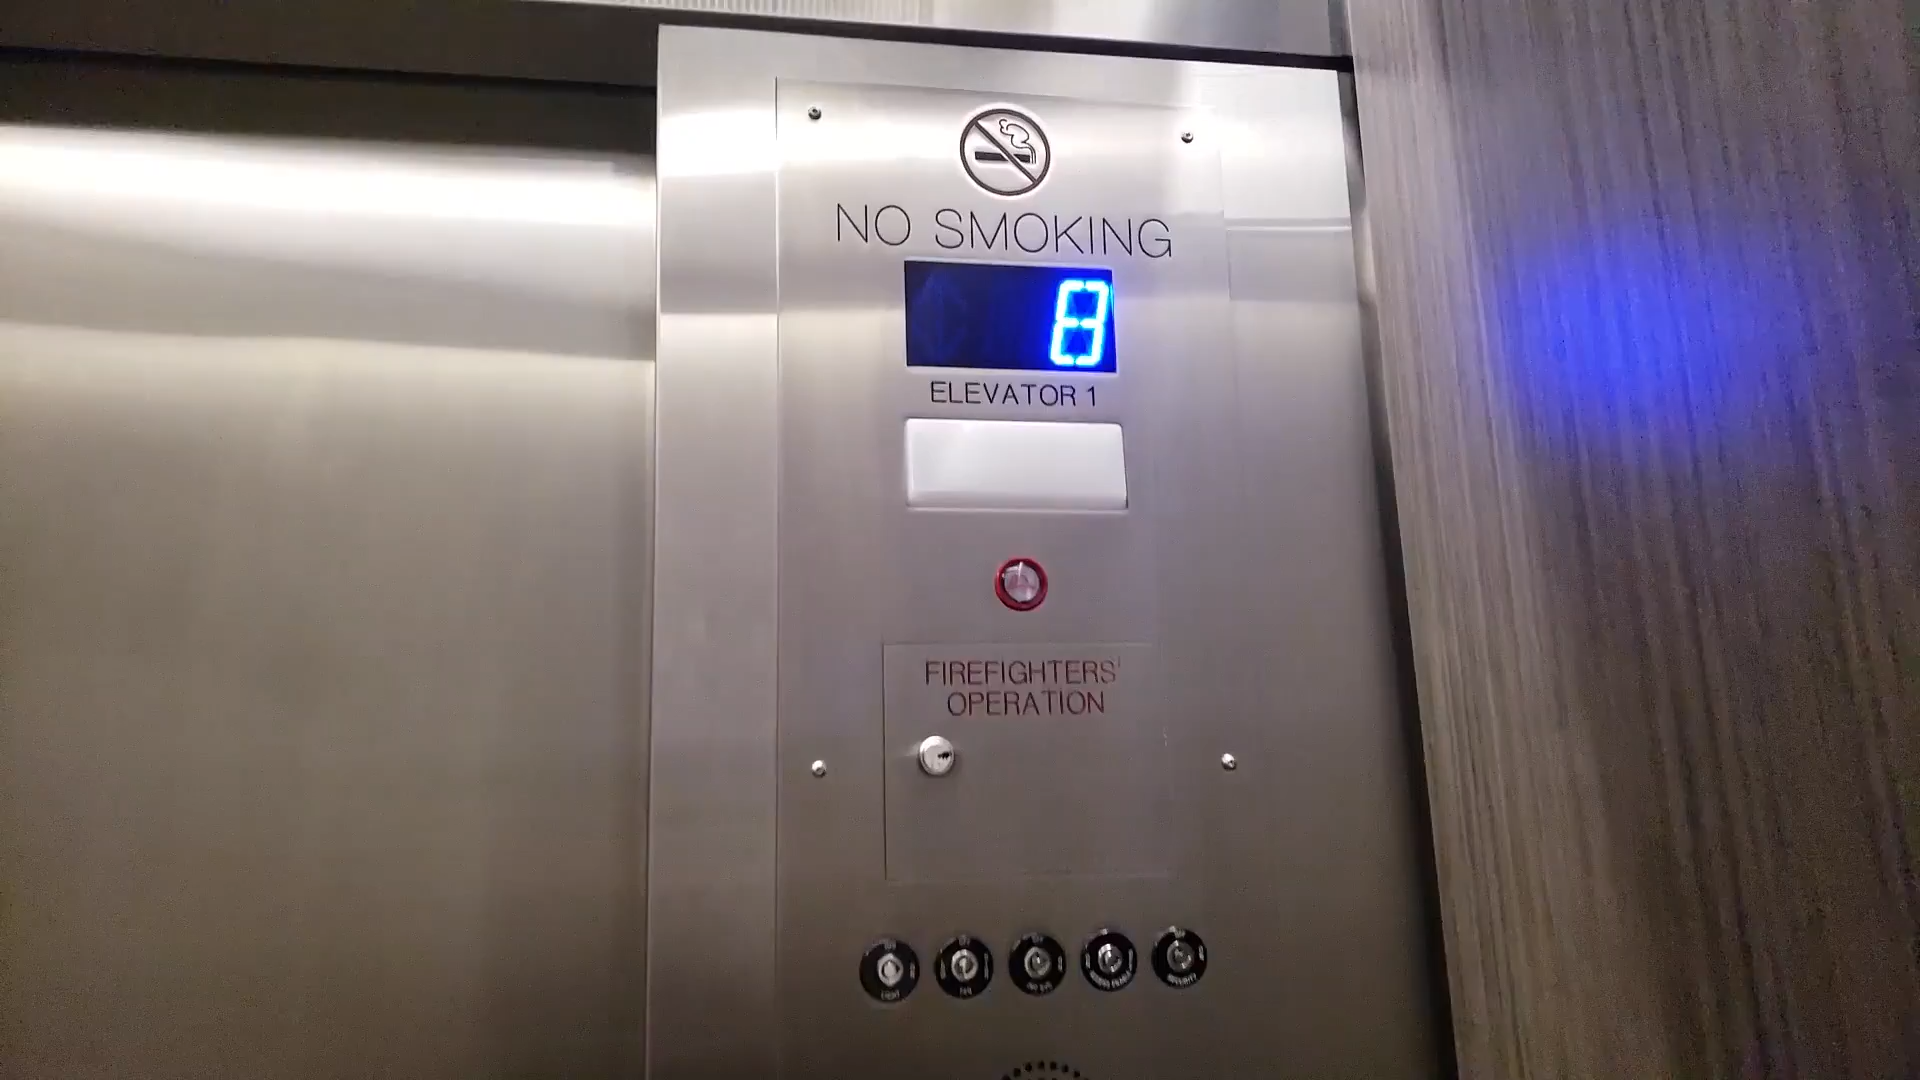 NO SMOKING
8
ELEVATOR 1
FIREFIGHTERS'
OPERATION